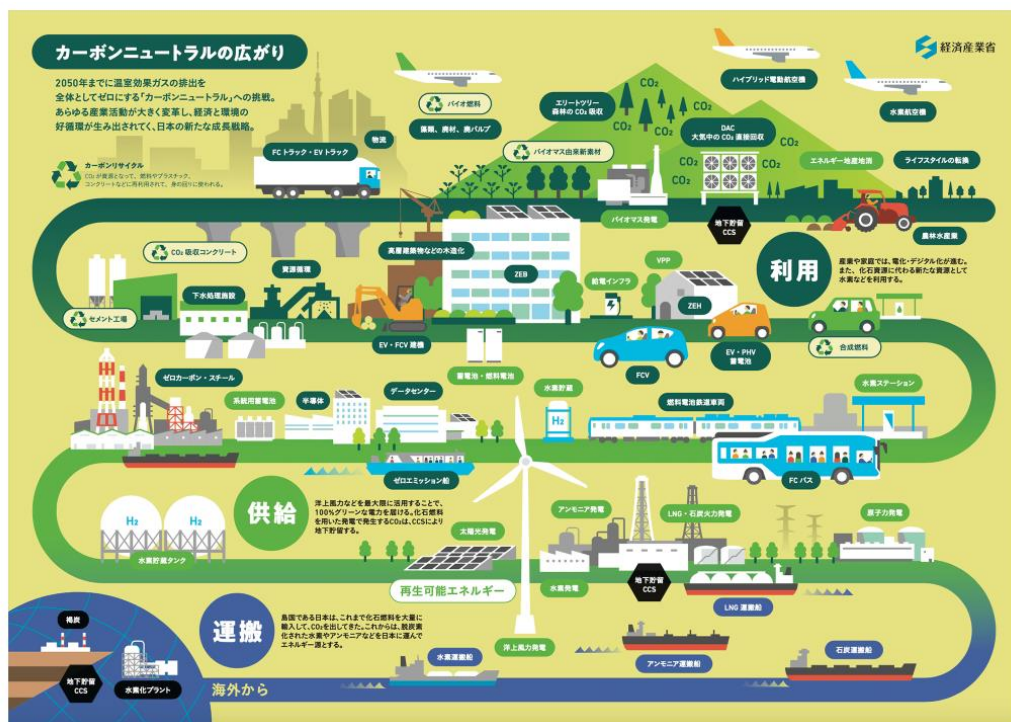 カーボンニュートラルの広がり
2050年までに温室効果ガスの排出を
全体としてゼロにする「カーボンニュートラル」への挑戦。
あらゆる産業活動が大きく変革し、経済と環境の
好循環が生み出されてく、日本の新たな成長戦略。
カーボンリサイクル
CO₂が資源となって、燃料やプラスチック、
コンクリートなどに再利用されて、身の回りに使われる。
経済産業省
物流
FCトラック・EVトラック
バイオ燃料
藻類、廃材、廃パルプ
バイオマス由来新素材
エリートツリー
森林のCO₂吸収
CO₂
CO₂
CO₂
CO₂
CO₂
DAC
大気中のCO₂直接回収
CO₂
CO₂
ハイブリッド電動航空機
水素航空機
エネルギー地産地消
ライフスタイルの転換
バイオマス発電
地下貯留
CCS
農林水産業
CO₂吸収コンクリート
資源循環
高層建築物などの木造化
ZEB
給電インフラ
VPP
ZEH
利用
産業や家庭では、電化・デジタル化が進む。
また、化石資源に代わる新たな資源として
水素などを利用する。
セメント工場
下水処理施設
EV・FCV 建機
蓄電池・燃料電池
FCV
EV・PHV
蓄電池
合成燃料
ゼロカーボン・スチール
系統用蓄電池
半導体
データセンター
水素貯蔵
H₂
燃料電池鉄道車両
水素ステーション
ゼロエミッション船
FCバス
H₂
H₂
水素貯蔵タンク
供給
洋上風力などを最大限に活用することで、
100%グリーンな電力を届ける。化石燃料
を用いた発電で発生するCO₂は、CCSにより
地下貯留する。
太陽光発電
再生可能エネルギー
アンモニア発電
水素発電
LNG・石炭火力発電
地下貯留
CCS
原子力発電
LNG 運搬船
運搬
島国である日本は、これまで化石燃料を大量に
輸入して、CO₂を出してきた。これからは、脱炭素
化された水素やアンモニアなどを日本に運んで
エネルギー源とする。
洋上風力発電
水素運搬船
アンモニア運搬船
石炭運搬船
褐炭
地下貯留
CCS
水素化プラント
海外から